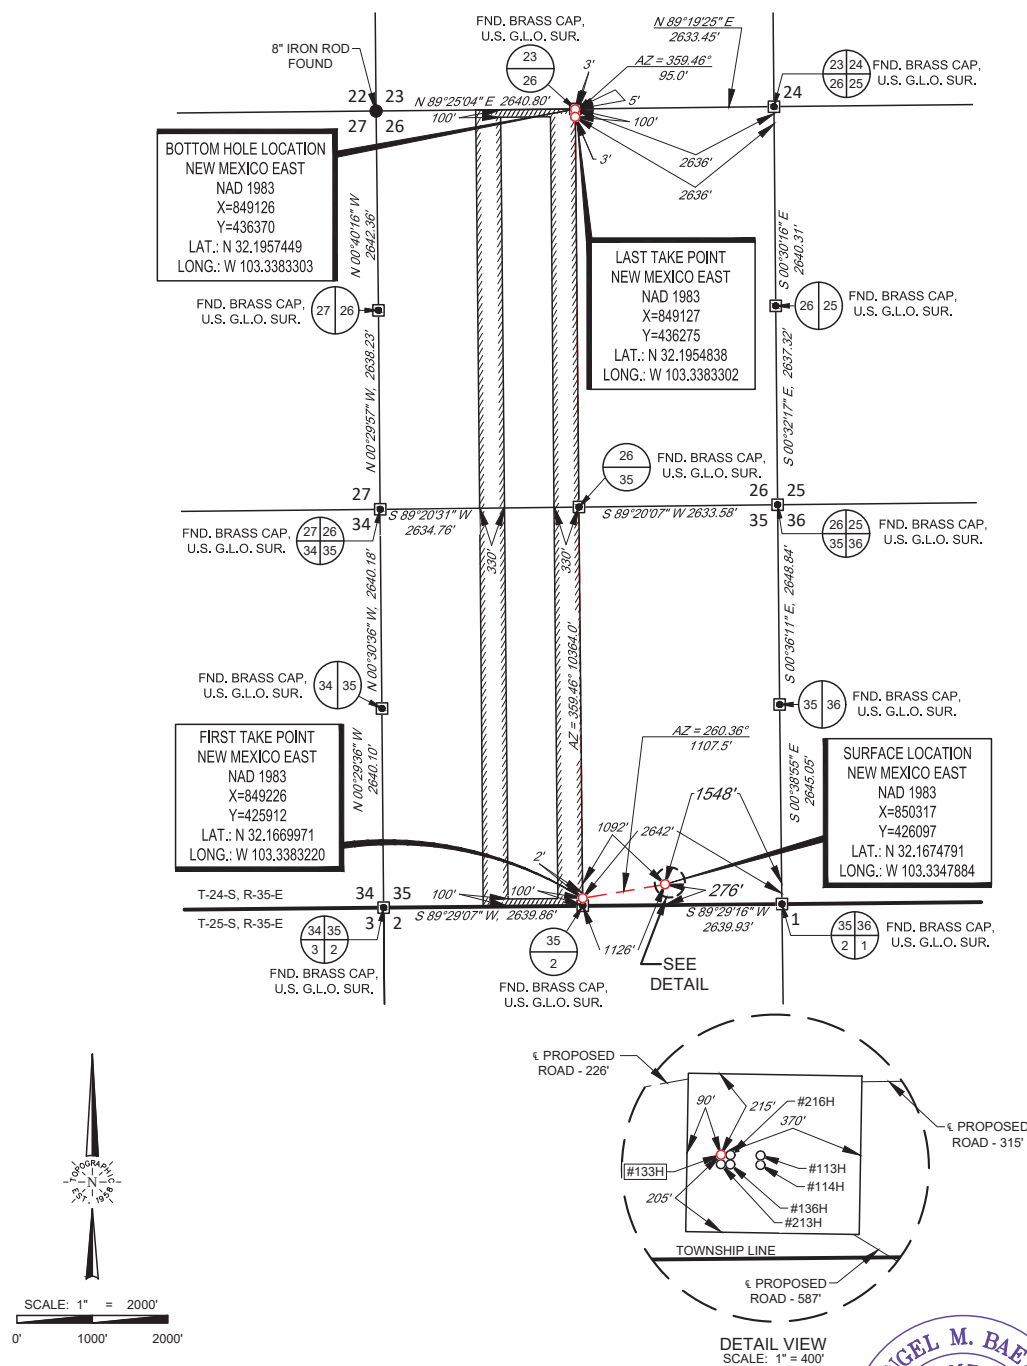 FND. BRASS CAP,
U.S. G.L.O. SUR.
23
26
N 89°19'25" E
2633.45'
8" IRON ROD
FOUND
AZ = 359.46°
95.0'
3'
5'
23 24
26 25
FND. BRASS CAP,
U.S. G.L.O. SUR.
22 23
27 26
N 89°25'04" E 2640.80'
100'
100'
24
3'
2636'
2636'
BOTTOM HOLE LOCATION
NEW MEXICO EAST
NAD 1983
X=849126
Y=436370
LAT.: N 32.1957449
LONG.: W 103.3383303
N 00°40'16" W
2642.36'
S 00°30'16" E
2640.31'
LAST TAKE POINT
NEW MEXICO EAST
NAD 1983
X=849127
Y=436275
LAT.: N 32.1954838
LONG.: W 103.3383302
FND. BRASS CAP,
U.S. G.L.O. SUR.
27 26
26 25
FND. BRASS CAP,
U.S. G.L.O. SUR.
N 00°29'57" W, 2638.23'
S 00°32'17" E, 2637.32'
26
35
FND. BRASS CAP,
U.S. G.L.O. SUR.
27
34
26 25
35 36
S 89°20'31" W
2634.76'
S 89°20'07" W 2633.58'
FND. BRASS CAP,
U.S. G.L.O. SUR.
27 26
34 35
26 25
35 36
FND. BRASS CAP,
U.S. G.L.O. SUR.
330'
330'
N 00°30'36" W, 2640.18'
S 00°36'11" E, 2648.84'
AZ = 359.46° 10364.0'
FND. BRASS CAP,
U.S. G.L.O. SUR.
34 35
35 36
FND. BRASS CAP,
U.S. G.L.O. SUR.
FIRST TAKE POINT
NEW MEXICO EAST
NAD 1983
X=849226
Y=425912
LAT.: N 32.1669971
LONG.: W 103.3383220
N 00°29'36" W
2640.10'
AZ = 260.36°
1107.5'
S 00°38'55" E
2645.05'
SURFACE LOCATION
NEW MEXICO EAST
NAD 1983
X=850317
Y=426097
LAT.: N 32.1674791
LONG.: W 103.3347884
1548'
1092'
2642'
2'
100'
100'
276'
T-24-S, R-35-E
T-25-S, R-35-E
34 35
3 2
S 89°29'07" W, 2639.86'
S 89°29'16" W
2639.93'
1
34 35
3 2
FND. BRASS CAP,
U.S. G.L.O. SUR.
35
2
FND. BRASS CAP,
U.S. G.L.O. SUR.
1126'
SEE
DETAIL
35 36
2 1
FND. BRASS CAP,
U.S. G.L.O. SUR.
℄ PROPOSED
ROAD - 226'
90'
215'
#216H
370'
℄ PROPOSED
ROAD - 315'
#133H
#113H
#114H
205'
#136H
#213H
TOWNSHIP LINE
℄ PROPOSED
ROAD - 587'
DETAIL VIEW
SCALE: 1" = 400'
TOPOGRAPHIC
N
EST. 1958
SCALE: 1" = 2000'
0' 1000' 2000'